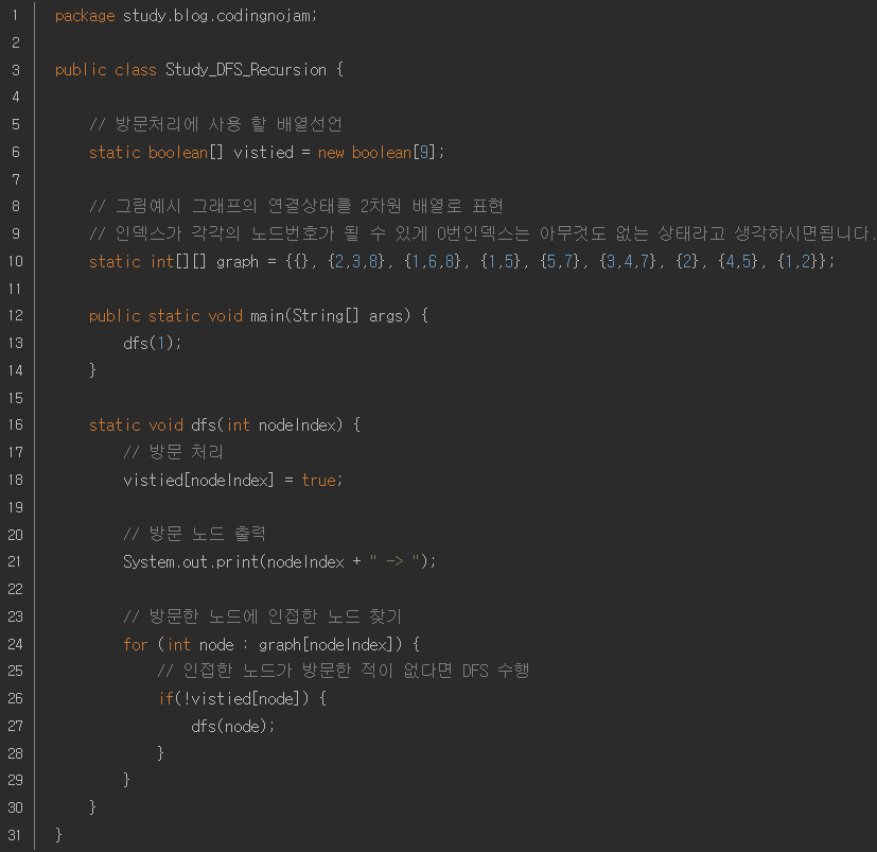 1 package study.blog.codingnojam;
2
3 public class Study_DFS_Recursion {
4
5 // 방문처리에 사용 할 배열선언
6 static boolean[] vistied = new boolean[9];
7
8 // 그림예시 그래프의 연결상태를 2차원 배열로 표현
9 // 인덱스가 각각의 노드번호가 될 수 있게 0번인덱스는 아무것도 없는 상태라고 생각하시면됩니다.
10 static int[][] graph = {{}, {2,3,8}, {1,6,8}, {1,5}, {5,7}, {3,4,7}, {2}, {4,5}, {1,2}};
11
12 public static void main(String[] args) {
13 dfs(1);
14 }
15
16 static void dfs(int nodeIndex) {
17 // 방문 처리
18 vistied[nodeIndex] = true;
19
20 // 방문 노드 출력
21 System.out.print(nodeIndex + " -> ");
22
23 // 방문한 노드에 인접한 노드 찾기
24 for (int node : graph[nodeIndex]) {
25 // 인접한 노드가 방문한 적이 없다면 DFS 수행
26 if(!vistied[node]) {
27 dfs(node);
28 }
29 }
30 }
31 }